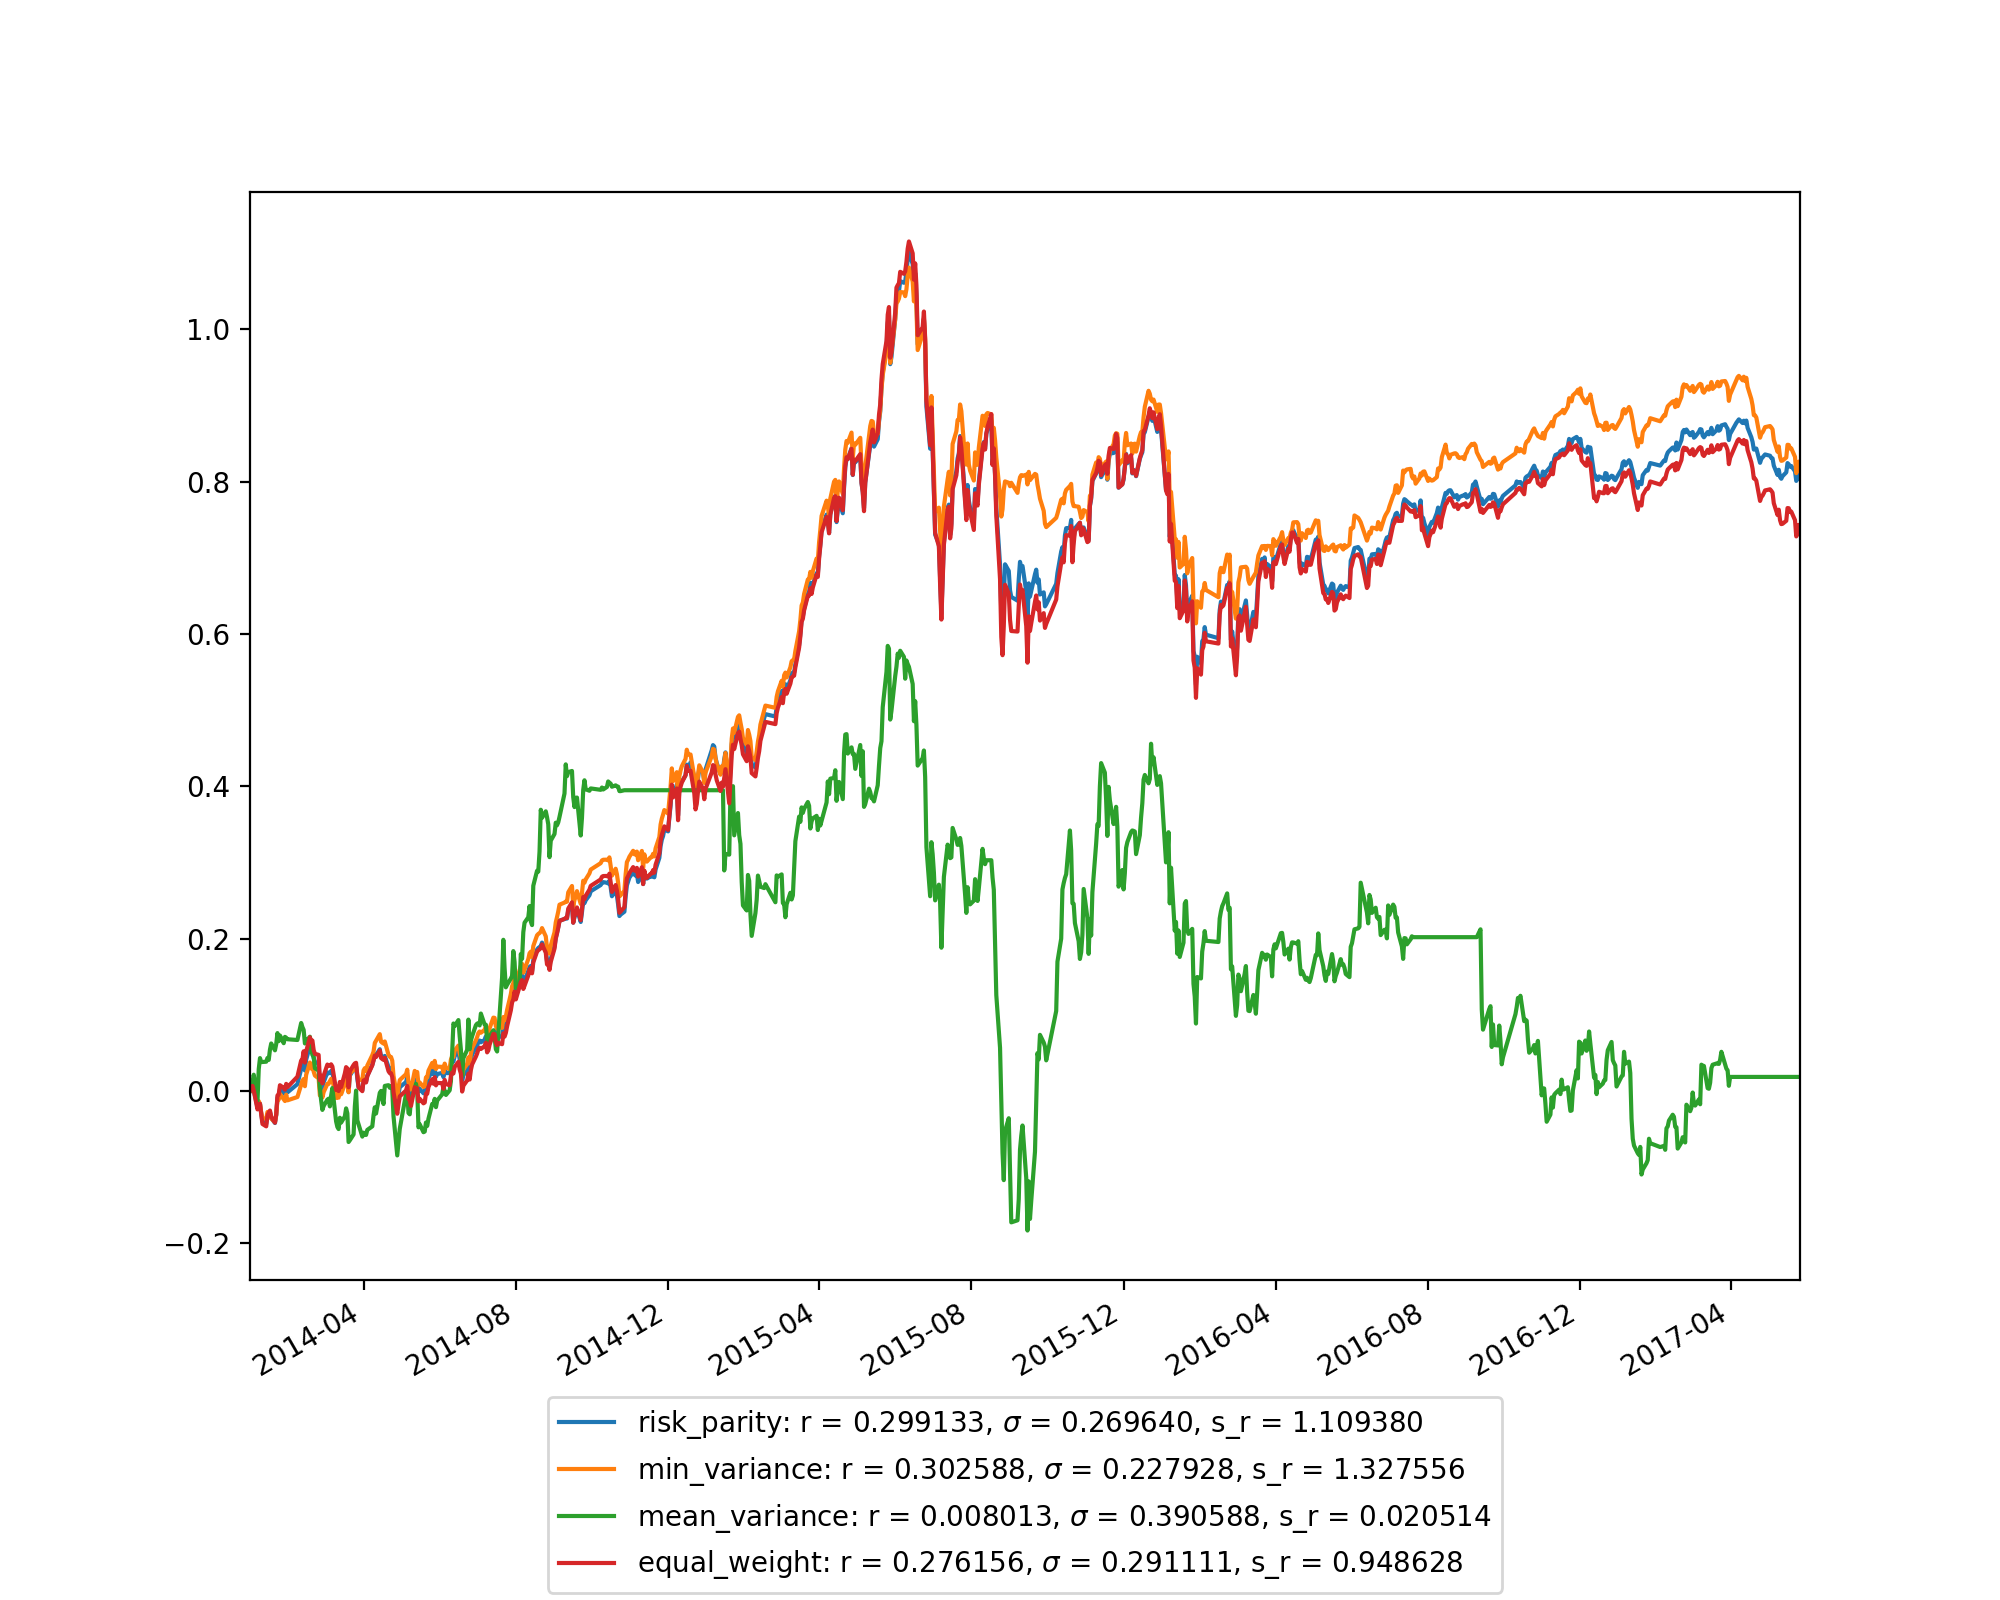 1.0
0.8
0.6
0.4
0.2
0.0
−0.2
2014-04 2014-08 2014-12 2015-04 2015-08 2015-12 2016-04 2016-08 2016-12 2017-04
risk_parity: r = 0.299133, σ = 0.269640, s_r = 1.109380
min_variance: r = 0.302588, σ = 0.227928, s_r = 1.327556
mean_variance: r = 0.008013, σ = 0.390588, s_r = 0.020514
equal_weight: r = 0.276156, σ = 0.291111, s_r = 0.948628